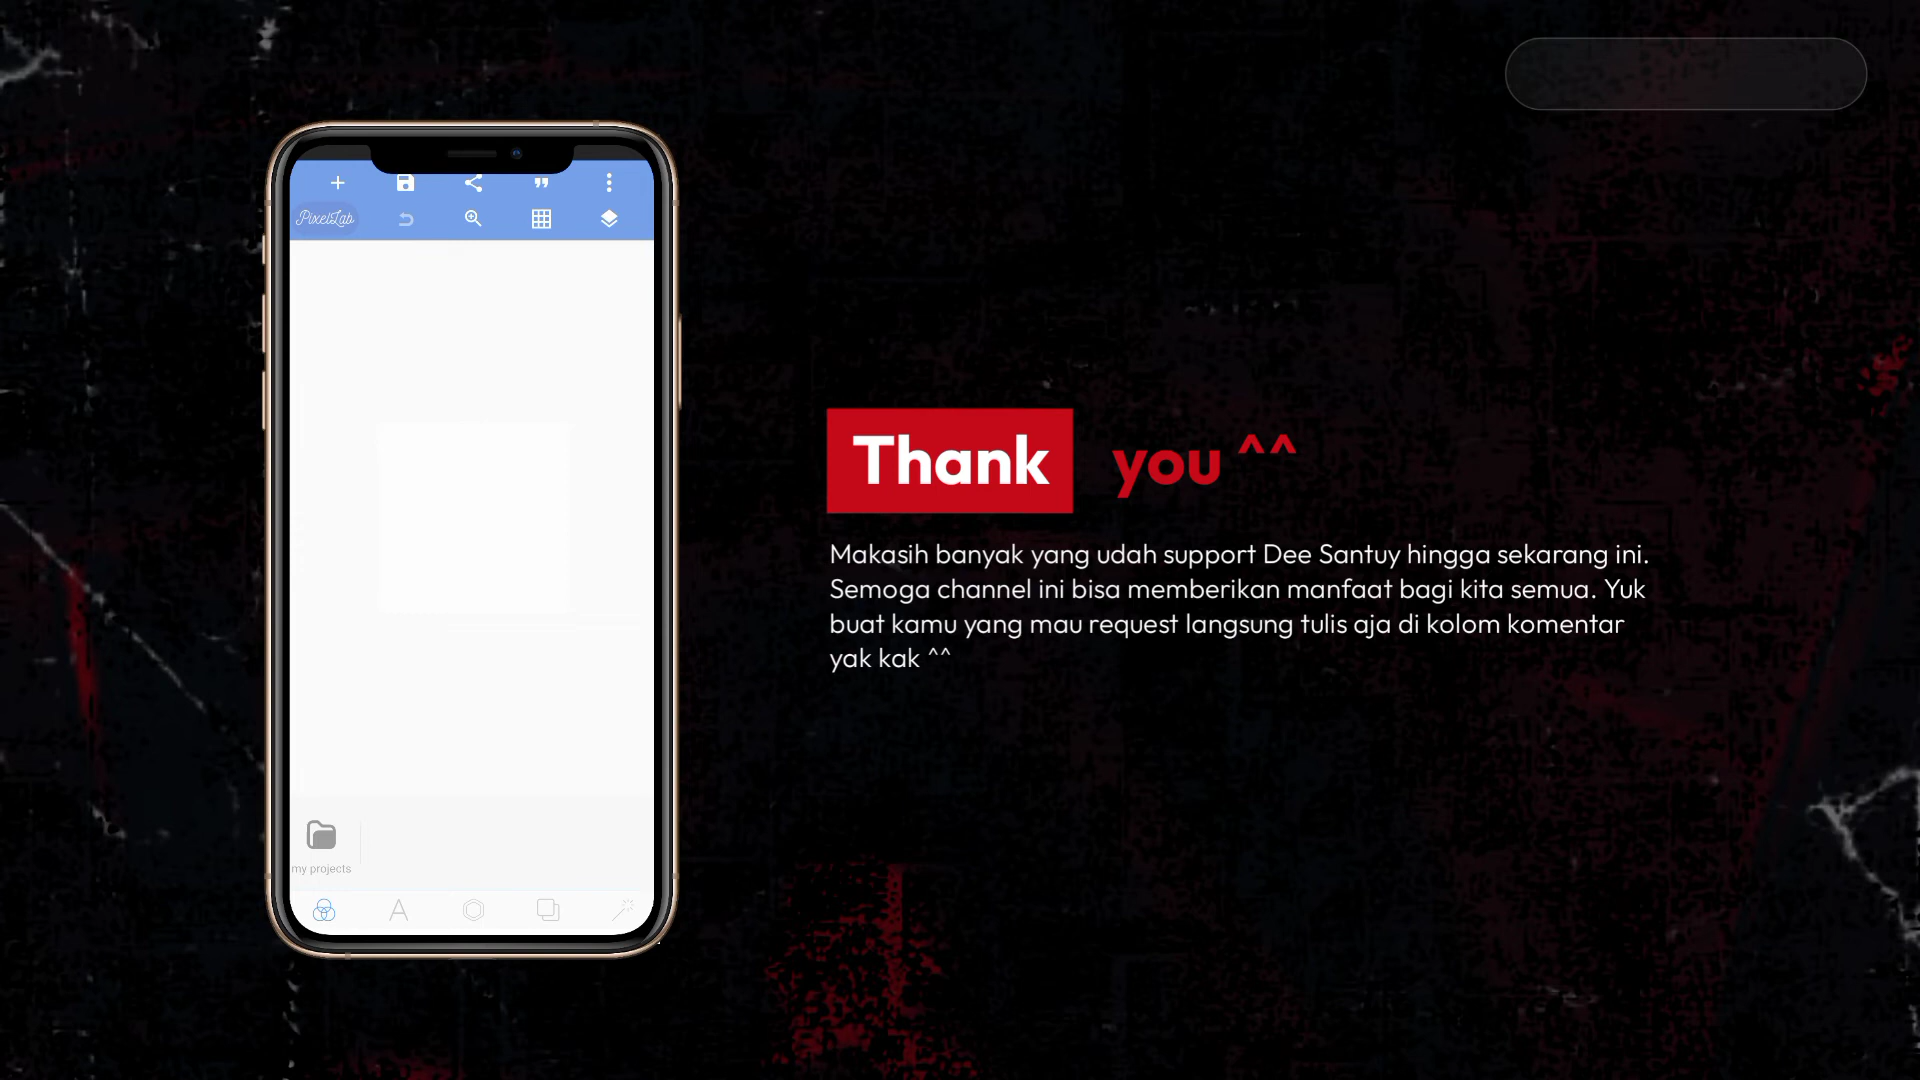 PixelLab
my projects
Thank you ^^
Makasih banyak yang udah support Dee Santuy hingga sekarang ini.
Semoga channel ini bisa memberikan manfaat bagi kita semua. Yuk
buat kamu yang mau request langsung tulis aja di kolom komentar
yak kak ^^